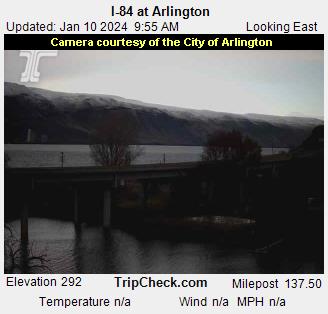 I-84 at Arlington
Updated: Jan 10 2024 9:55 AM Looking East
Camera courtesy of the City of Arlington
Elevation 292 TripCheck.com Milepost 137.50
Temperature n/a Wind n/a MPH n/a